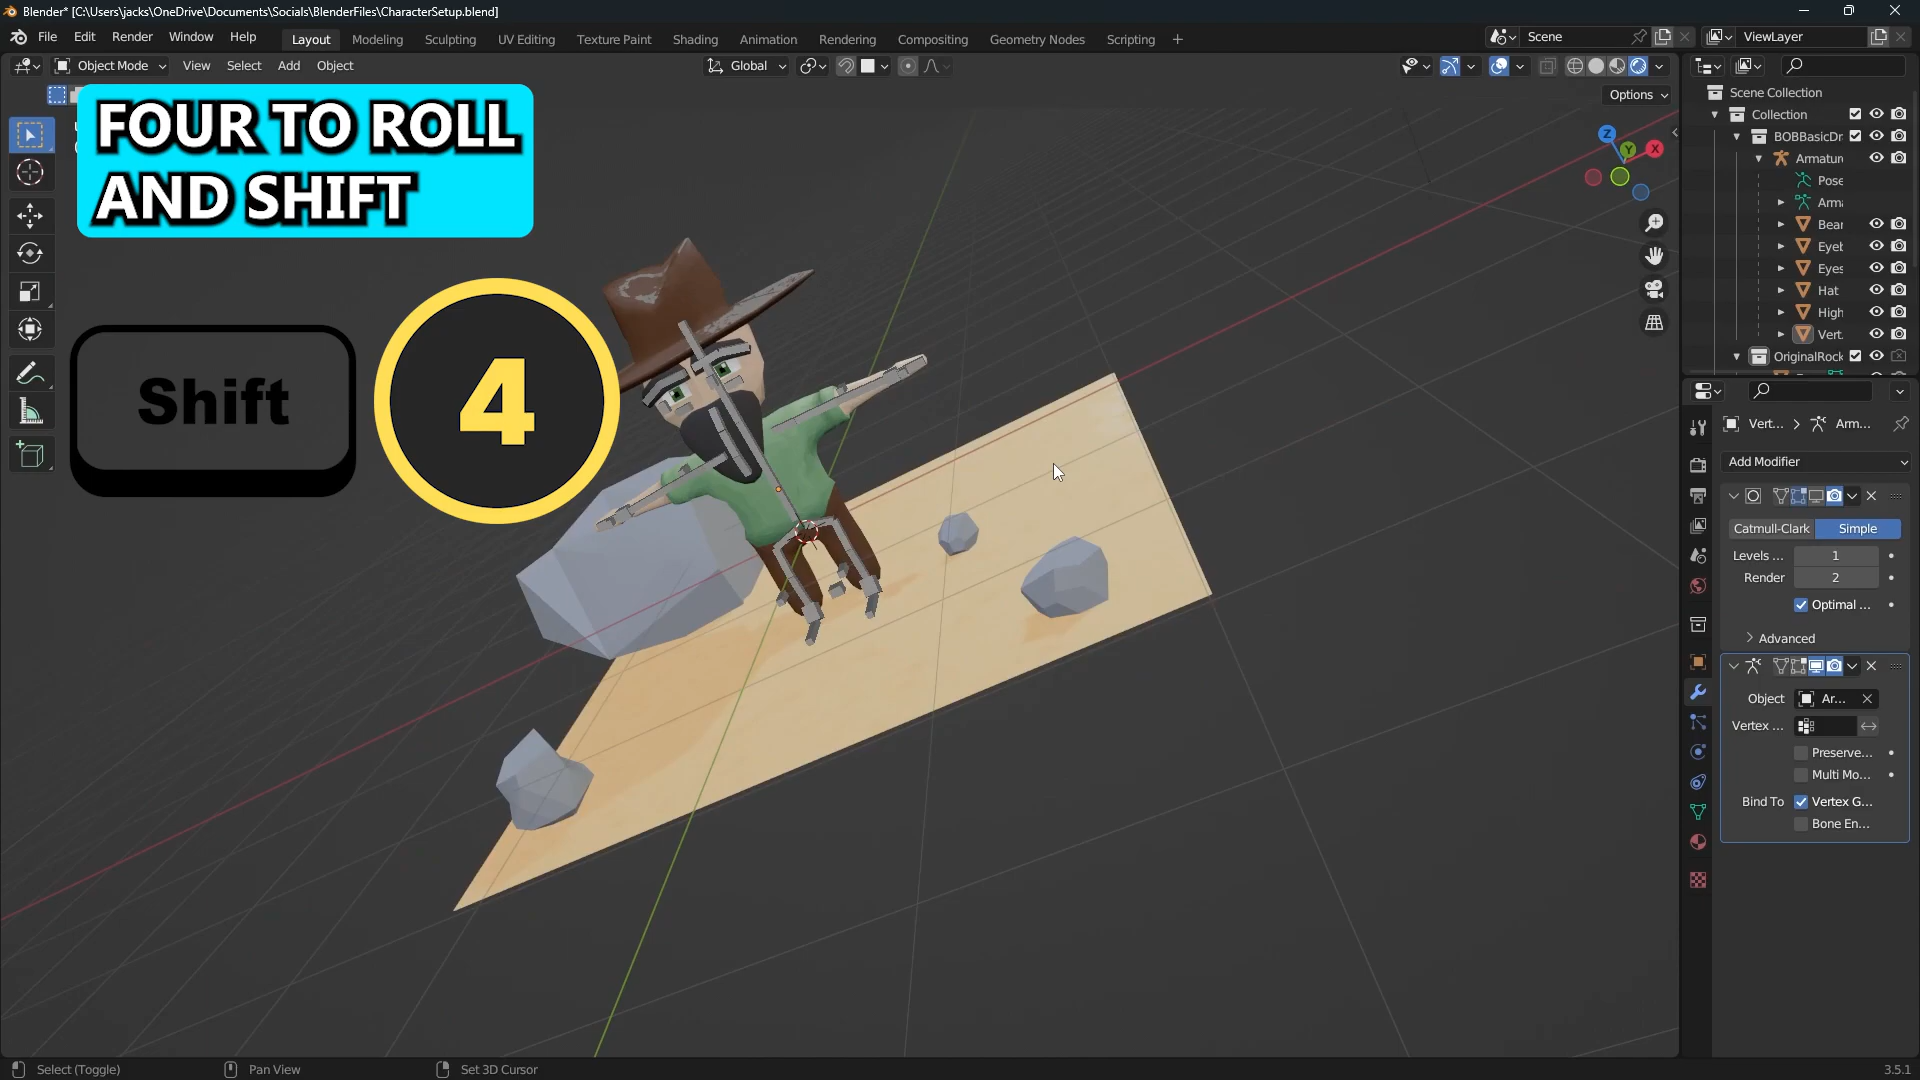 Blender* [C:\Users\jacks\OneDrive\Documents\Socials\BlenderFiles\CharacterSetup.blend]
File Edit Render Window Help Layout Modeling Sculpting UV Editing Texture Paint Shading Animation Rendering Compositing Geometry Nodes Scripting + Scene ViewLayer
Object Mode View Select Add Object Global
Options
FOUR TO ROLL
AND SHIFT
Shift
4
Z
Y
X
Scene Collection
Collection
BOBBasicDr
Armature
Pose
Arma
Bear
Eyeb
Eyes
Hat
High
Vert.
OriginalRock
Vert... > Arm...
Add Modifier
Catmull-Clark Simple
Levels ... 1
Render 2
Optimal ...
Advanced
Object Ar...
Vertex ...
Preserve...
Multi Mo...
Bind To Vertex G...
Bone En...
Select (Toggle) Pan View Set 3D Cursor 3.5.1